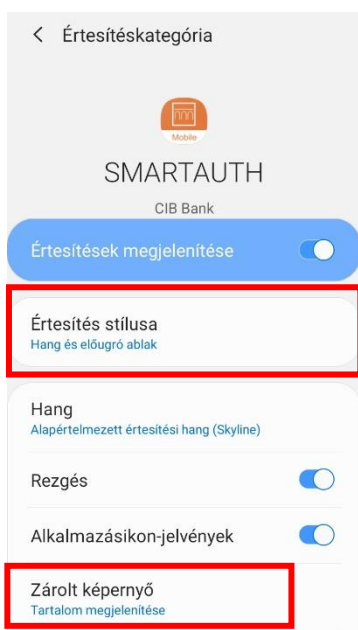 Értesítéskategória
Mobile
SMARTAUTH
CIB Bank
Értesítések megjelenítése
Értesítés stílusa
Hang és előugró ablak
Hang
Alapértelmezett értesítési hang (Skyline)
Rezgés
Alkalmazásikon-jelvények
Zárolt képernyő
Tartalom megjelenítése